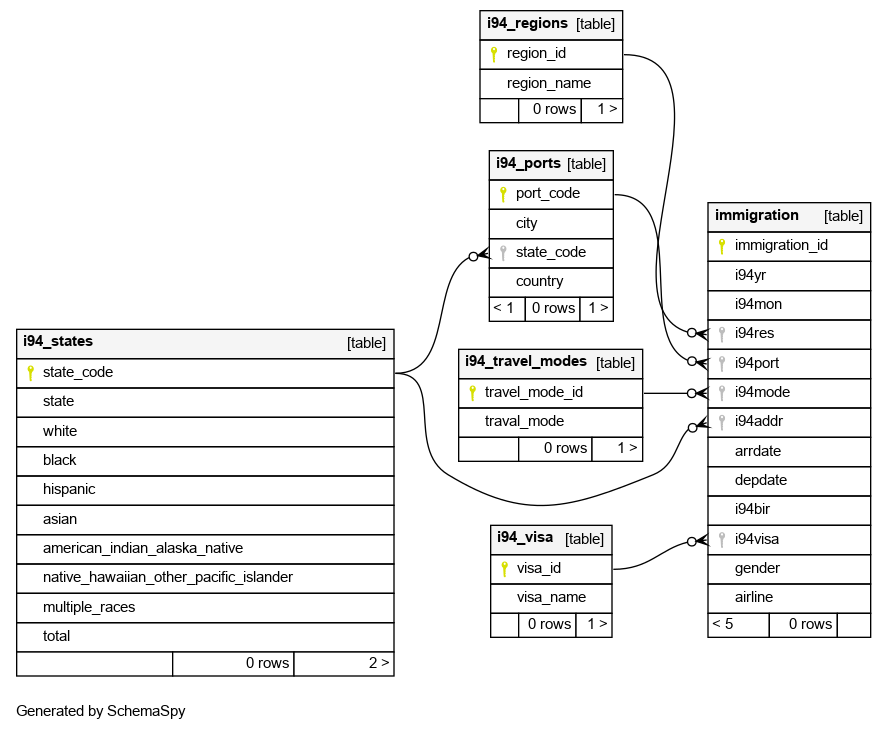 i94_regions [table]
region_id
region_name
0 rows 1 >
i94_ports [table]
port_code
city
state_code
country
< 1 0 rows 1 >
immigration [table]
immigration_id
i94yr
i94mon
i94res
i94port
i94mode
i94addr
arrdate
depdate
i94bir
i94visa
gender
airline
< 5 0 rows
i94_states [table]
state_code
state
white
black
hispanic
asian
american_indian_alaska_native
native_hawaiian_other_pacific_islander
multiple_races
total
0 rows 2 >
i94_travel_modes [table]
travel_mode_id
traval_mode
0 rows 1 >
i94_visa [table]
visa_id
visa_name
0 rows 1 >
Generated by SchemaSpy